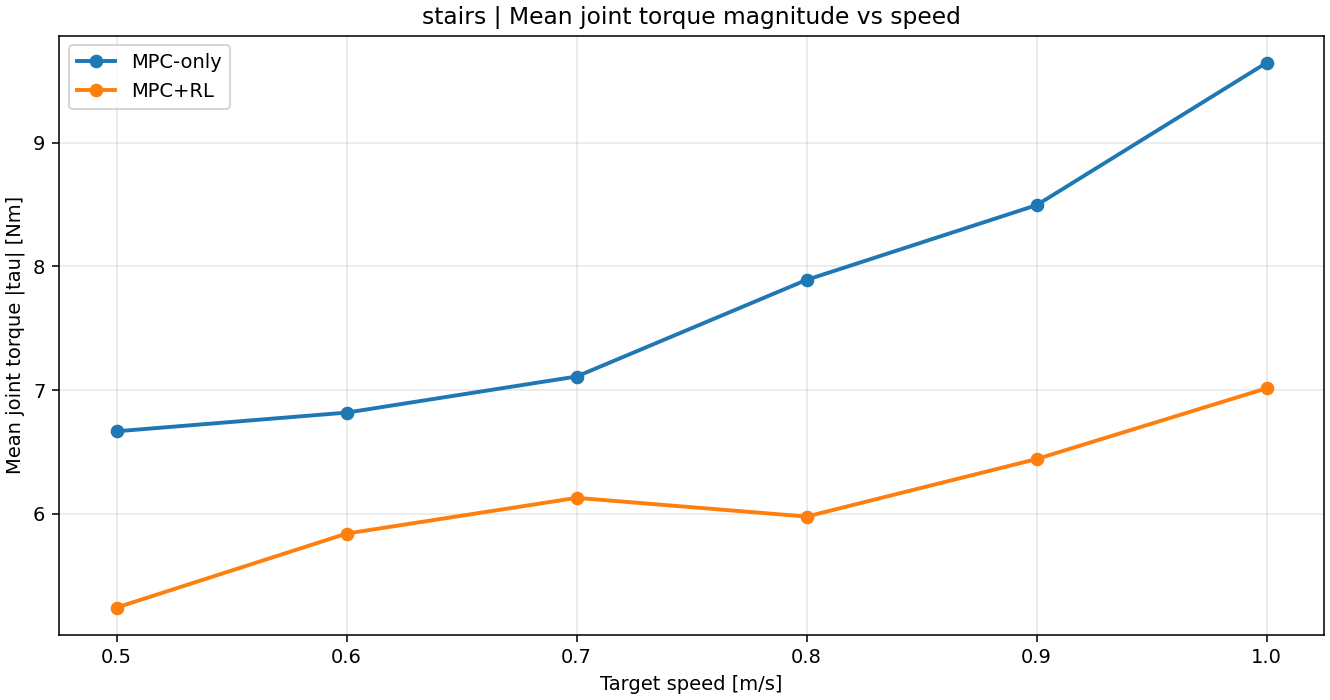 stairs | Mean joint torque magnitude vs speed
MPC-only
MPC+RL
Mean joint torque |tau| [Nm]
9
8
7
6
0.5 0.6 0.7 0.8 0.9 1.0
Target speed [m/s]